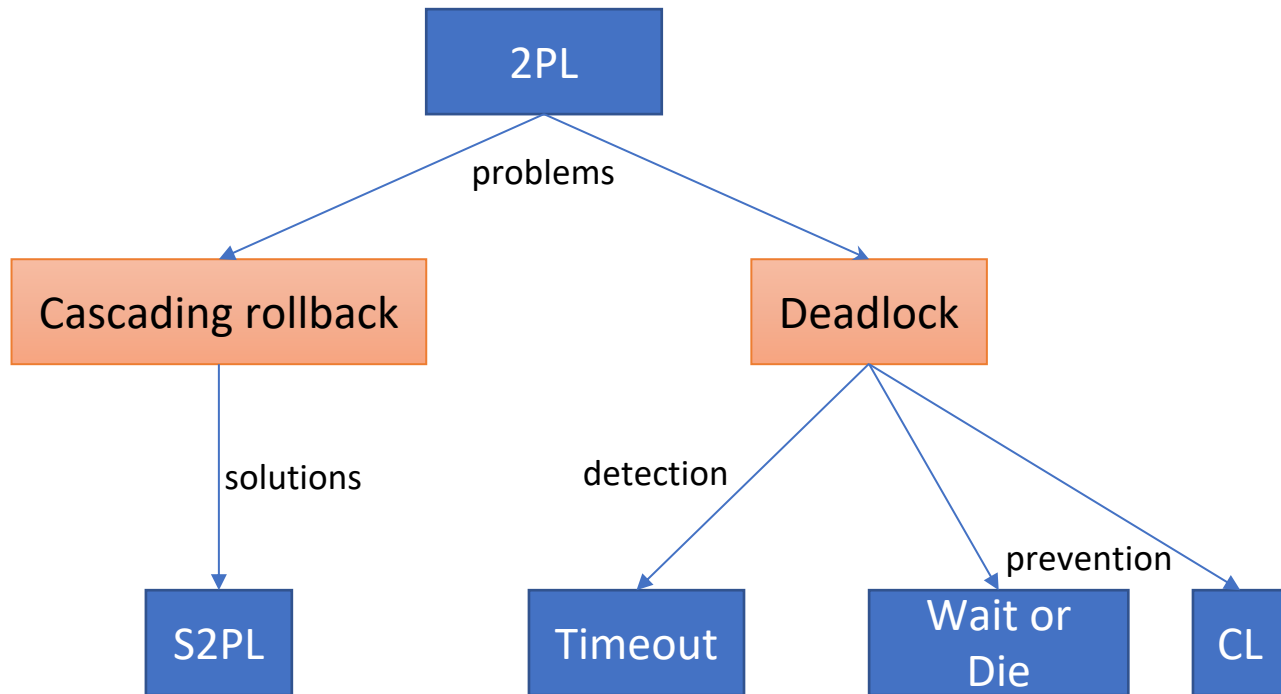 2PL
problems
Cascading rollback
Deadlock
solutions
detection
prevention
S2PL
Timeout
Wait or
Die
CL